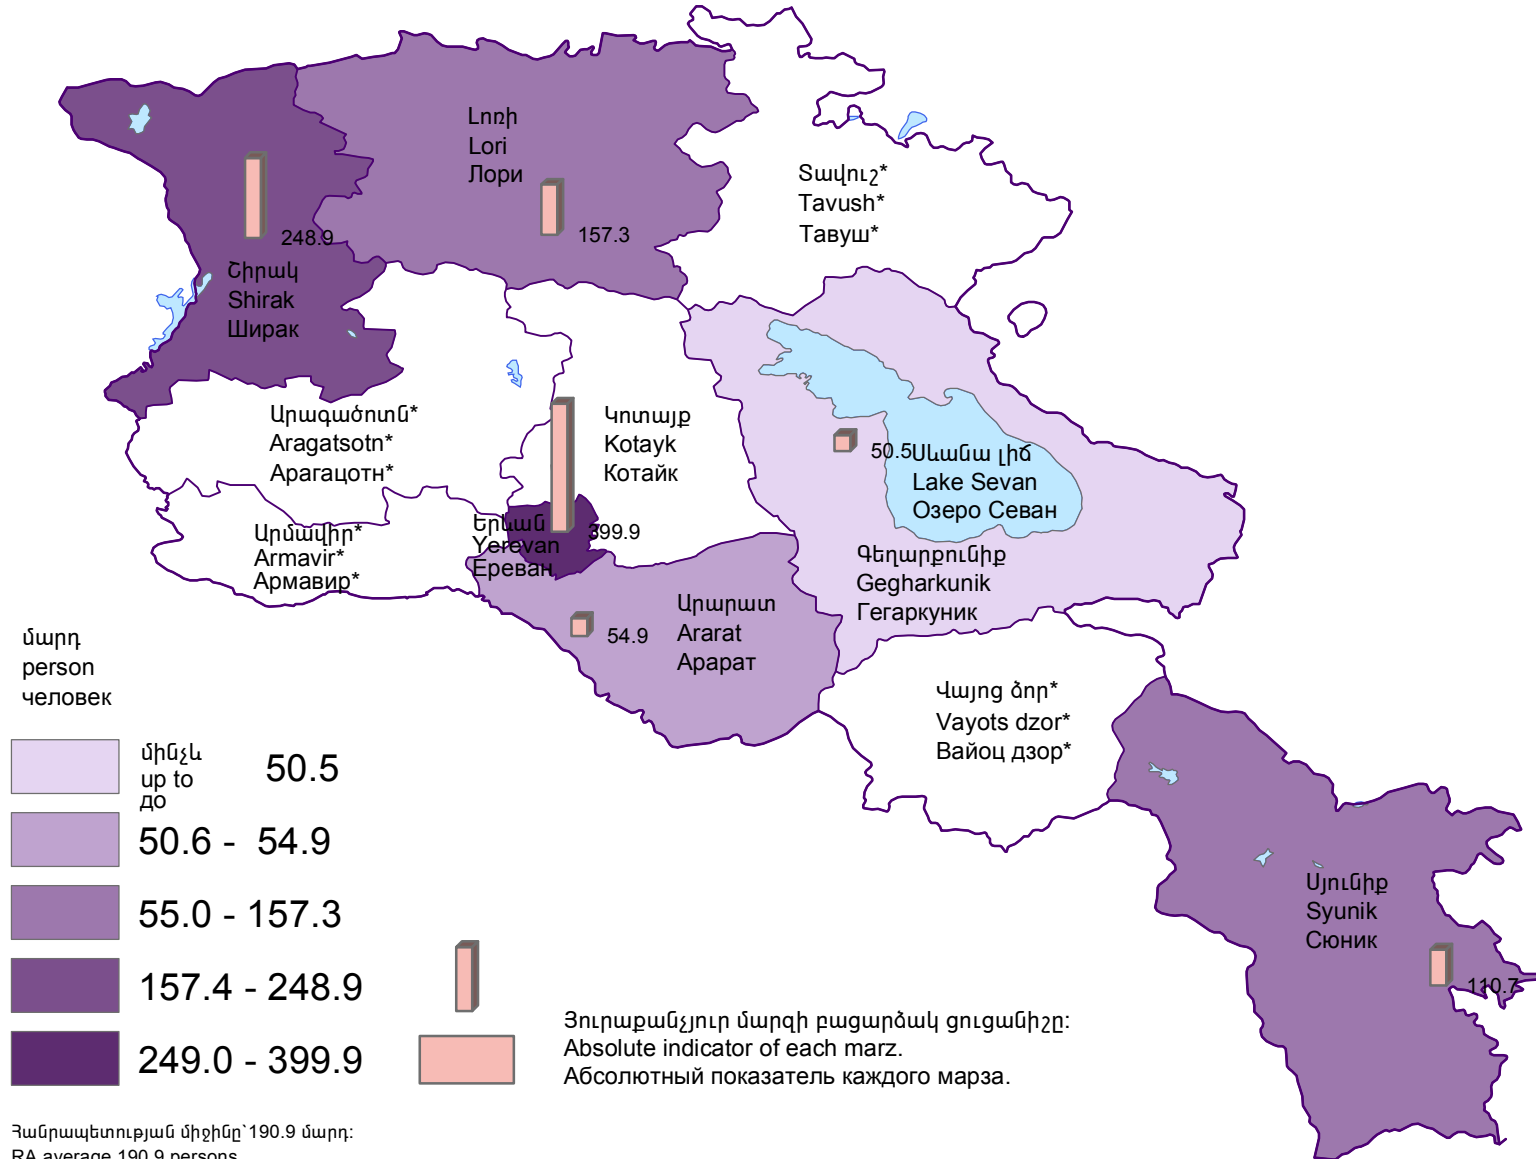 Լոռի
Lori
Лори
157.3
Տավուշ*
Tavush*
Тавуш*
248.9
Շիրակ
Shirak
Ширак
Արագածոտն*
Aragatsotn*
Арагацотн*
Կոտայք
Kotayk
Котайк
50.5
Սևանա լիճ
Lake Sevan
Озеро Севан
Արմավիր*
Armavir*
Армавир*
Երևան
Yerevan
Ереван
399.9
Գեղարքունիք
Gegharkunik
Гегаркуник
54.9
Արարատ
Ararat
Арарат
Վայոց ձոր*
Vayots dzor*
Вайоц дзор*
Սյունիք
Syunik
Сюник
110.7
մարդ
person
человек
մինչև
up to 50.5
до
50.6 - 54.9
55.0 - 157.3
157.4 - 248.9
249.0 - 399.9
Յուրաքանչյուր մարզի բացարձակ ցուցանիշը:
Absolute indicator of each marz.
Абсолютный показатель каждого марза.
Հանրապետության միջինը`190.9 մարդ:
RA average 190.9 persons